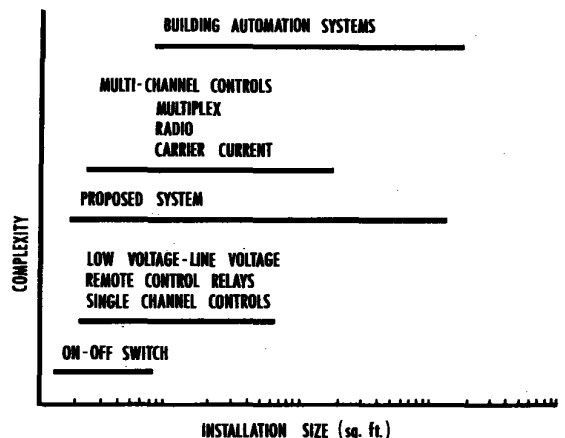 BUILDING AUTOMATION SYSTEMS
MULTI-CHANNEL CONTROLS
MULTIPLEX
RADIO
CARRIER CURRENT
PROPOSED SYSTEM
LOW VOLTAGE-LINE VOLTAGE
REMOTE CONTROL RELAYS
SINGLE CHANNEL CONTROLS
ON-OFF SWITCH
COMPLEXITY
INSTALLATION SIZE (sq. ft.)